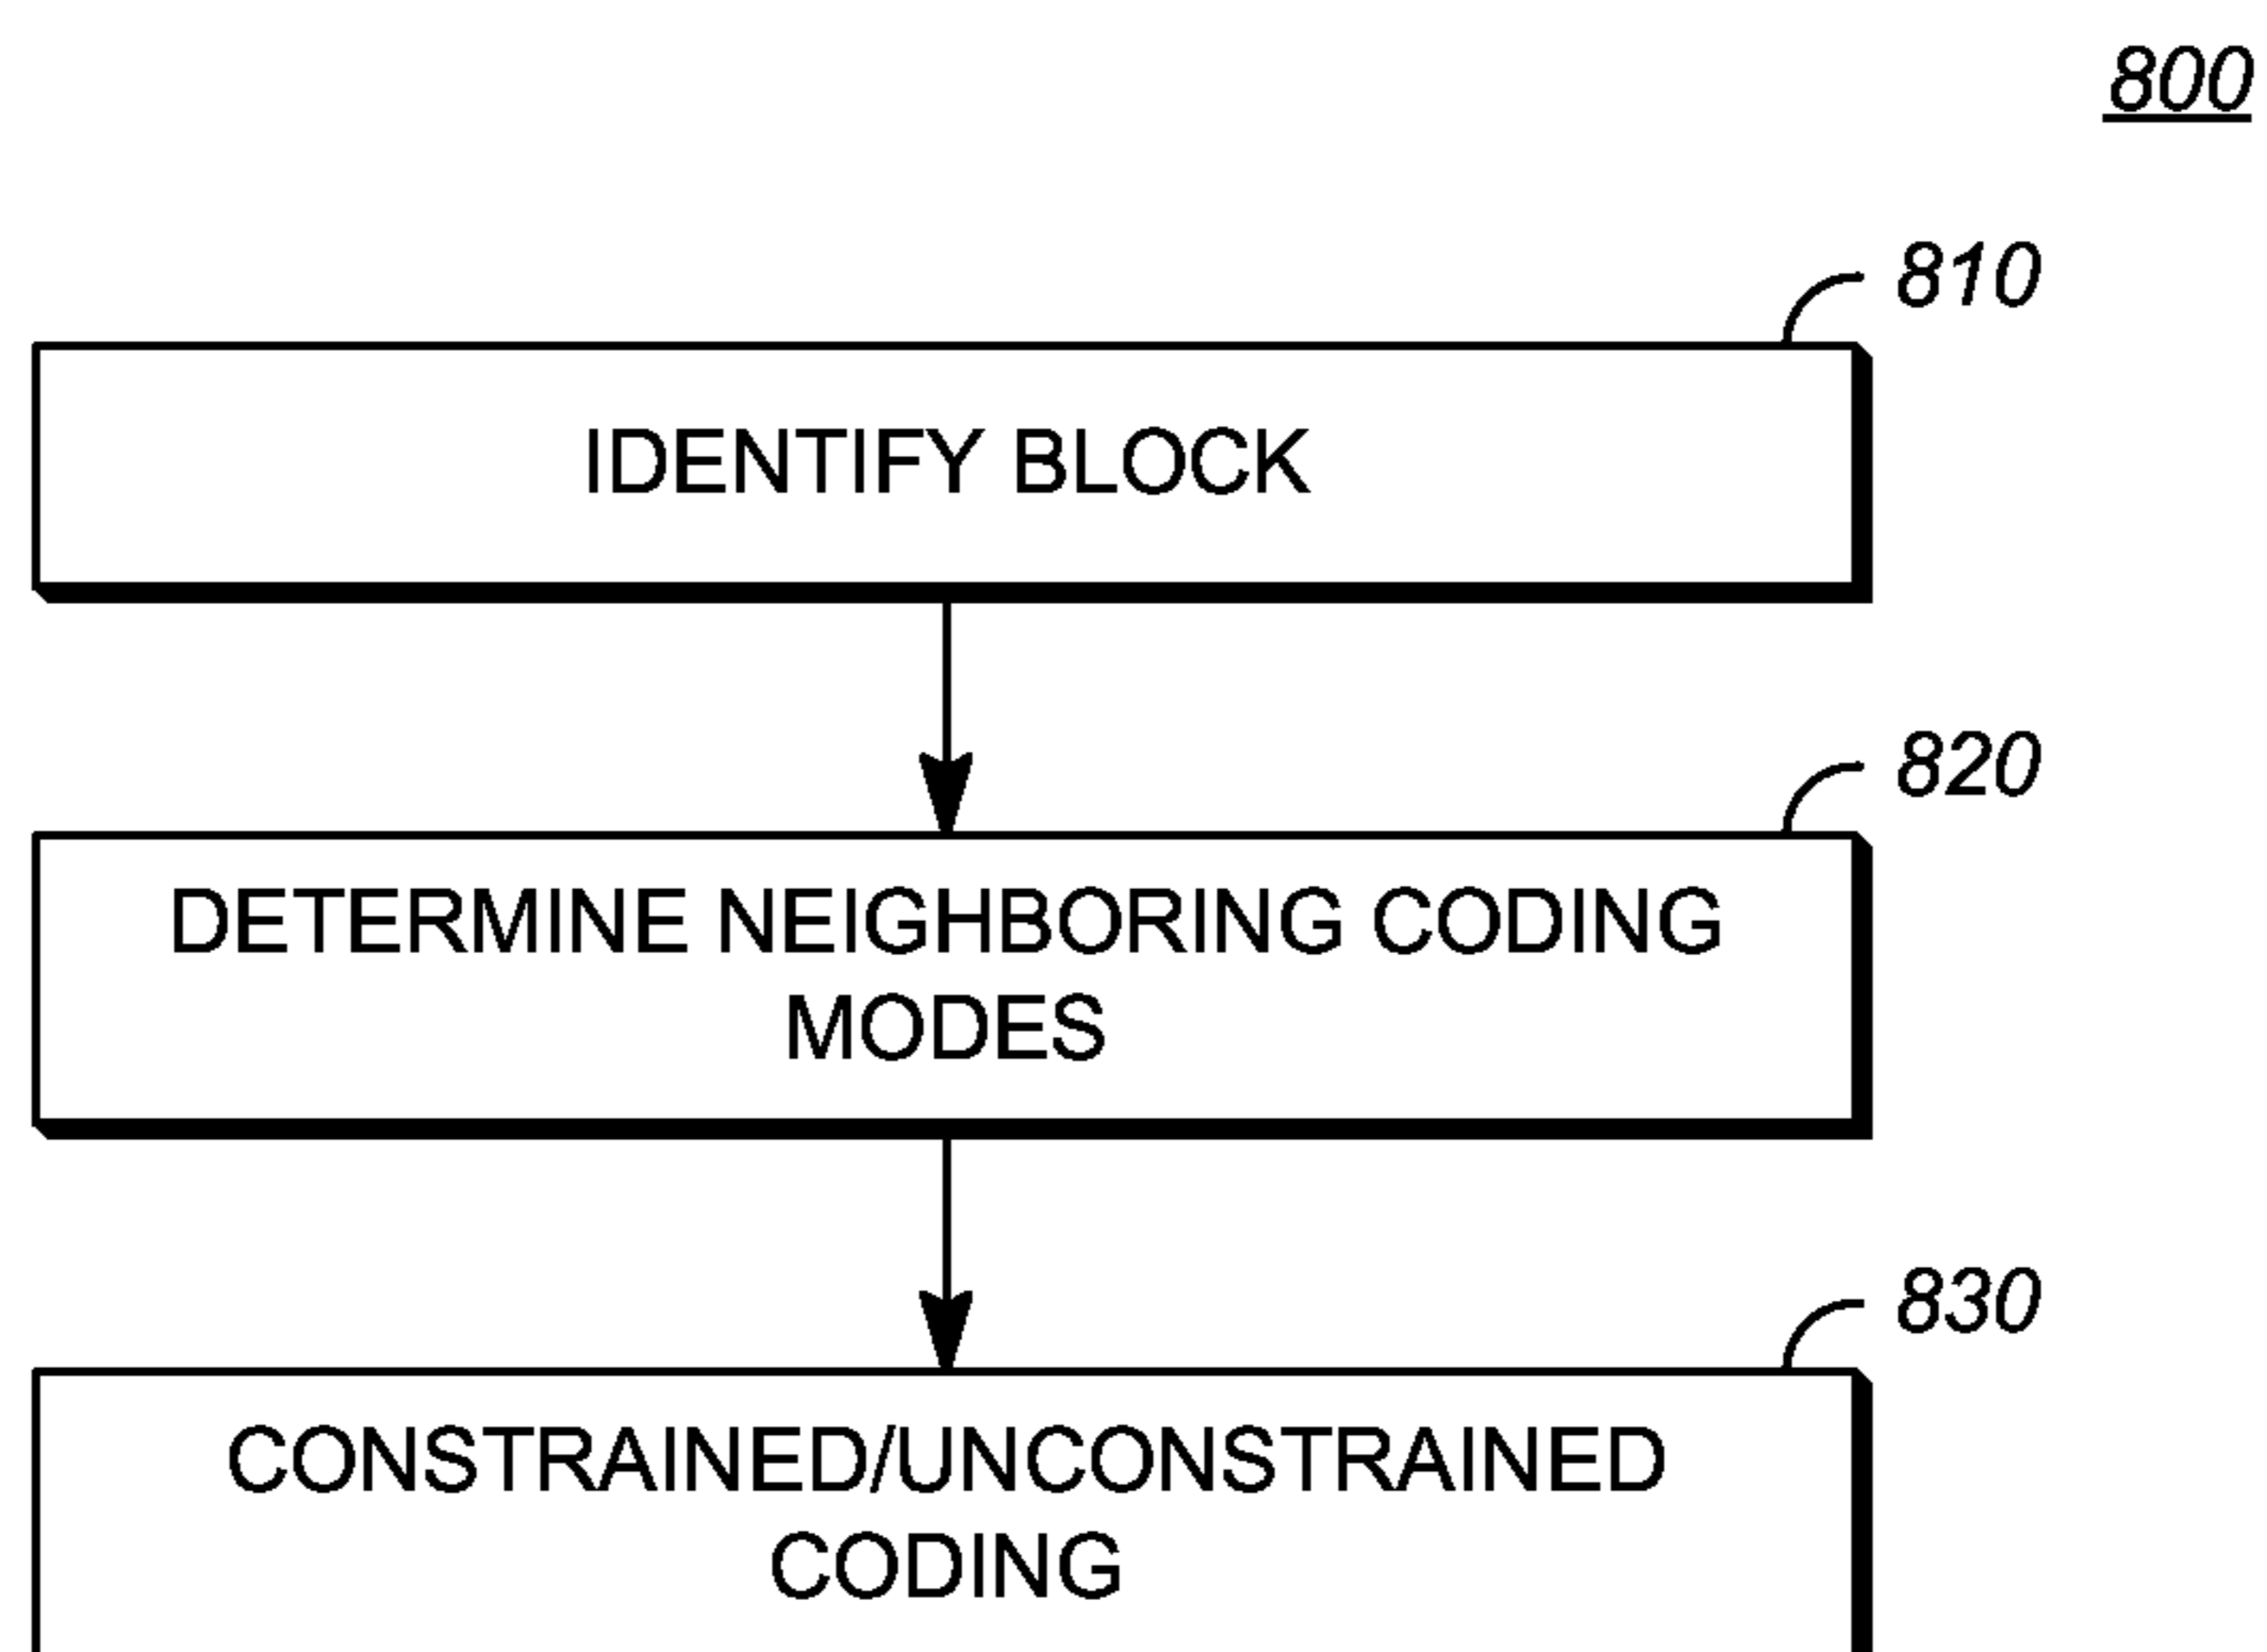 800
810
IDENTIFY BLOCK
820
DETERMINE NEIGHBORING CODING
MODES
830
CONSTRAINED/UNCONSTRAINED
CODING